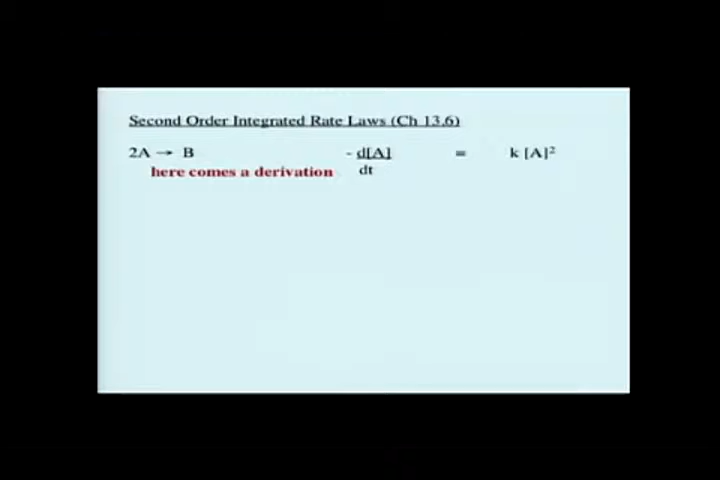 Second Order Integrated Rate Laws (Ch 13.6)
2A → B - d[A] = k [A]²
here comes a derivation dt